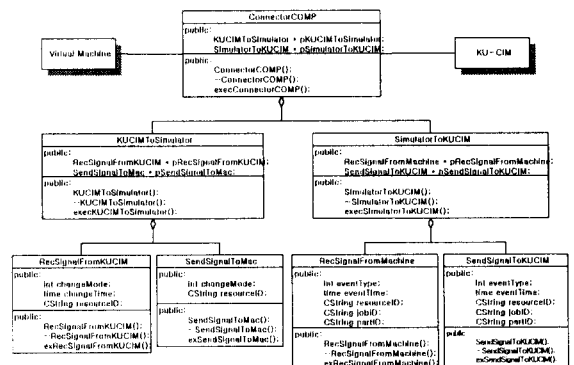 ConnectorCOMP
public:
KUCIMToSimulator * pKUCIMToSimulator:
SimulatorToKUCIM * pSimulatorToKUCIM:
public:
ConnectorCOMP():
~ConnectorCOMP():
execConnectorCOMP():
Virtual Machine
KU-CIM
KUCIMToSimulator
public:
RecSignalFromKUCIM * pRecSignalFromKUCIM:
SendSignalToMac * pSendSignalToMac:
public:
KUCIMToSimulator():
~KUCIMToSimulator():
execKUCIMToSimulator():
SimulatorToKUCIM
public:
RecSignalFromMachine * pRecSignalFromMachine:
SendSignalToKUCIM * pSendSignalToKUCIM:
public:
SimulatorToKUCIM():
~SimulatorToKUCIM():
execSimulatorToKUCIM():
RecSignalFromKUCIM
public:
int changeMode:
time changeTime:
CString resourceID:
public:
RecSignalFromKUCIM():
~RecSignalFromKUCIM():
exRecSignalFromKUCIM():
SendSignalToMac
public:
int changeMode:
CString resourceID:
public:
SendSignalToMac():
~SendSignalToMac():
exSendSignalToMac():
RecSignalFromMachine
public:
int eventType:
time eventTime:
CString resourceID:
CString jobID:
CString partID:
public:
RecSignalFromMachine():
~RecSignalFromMachine():
exRecSignalFromMachine():
SendSignalToKUCIM
public:
int eventType:
time eventTime:
CString resourceID:
CString jobID:
CString partID:
public:
SendSignalToKUCIM():
~SendSignalToKUCIM():
exSendSignalToKUCIM():